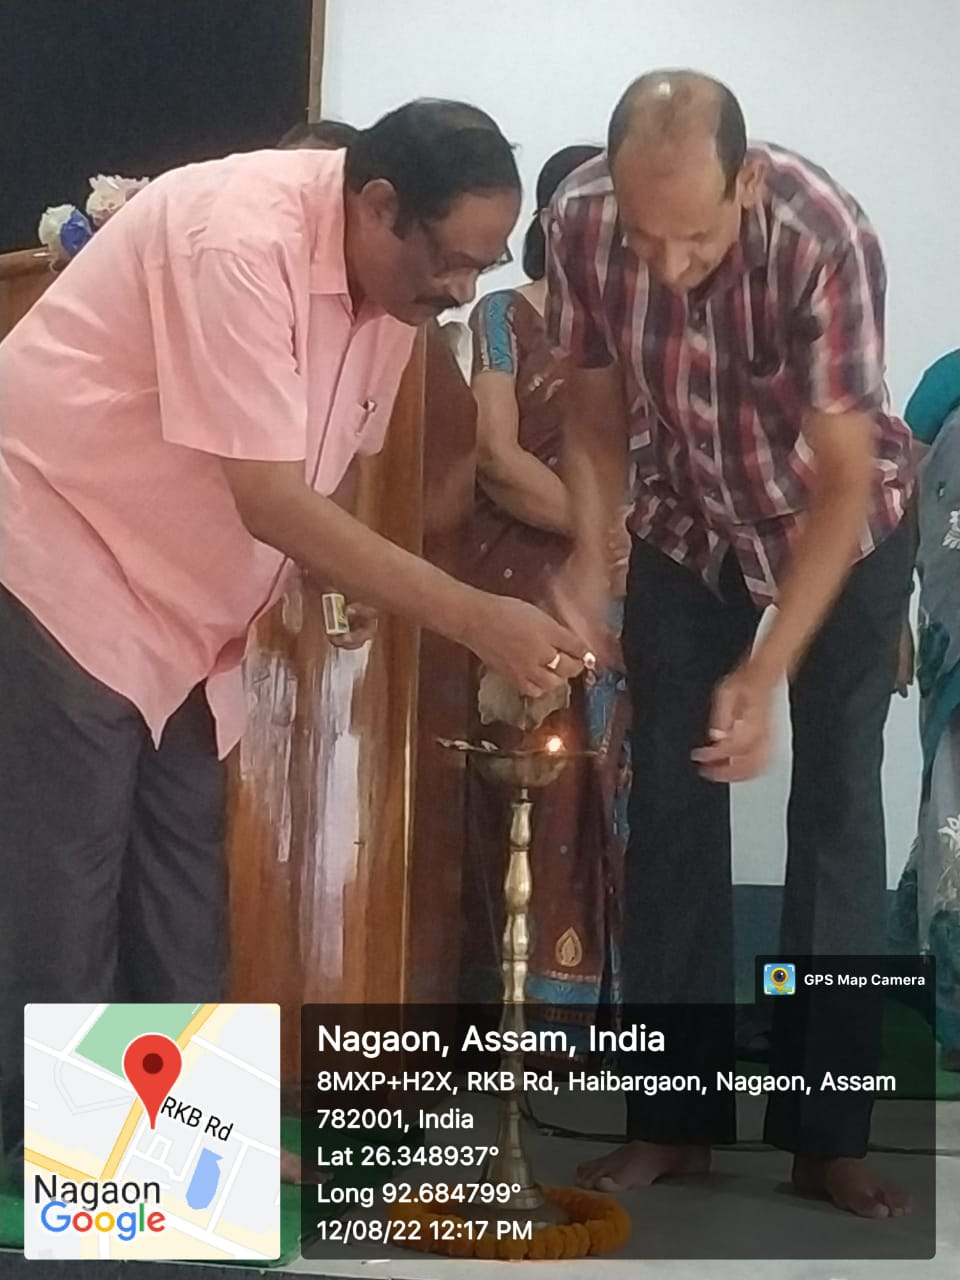 GPS Map Camera
Nagaon, Assam, India
8MXP+H2X, RKB Rd, Haibargaon, Nagaon, Assam
782001, India
Lat 26.348937°
Long 92.684799°
12/08/22 12:17 PM
RKB Rd
Nagaon
Google